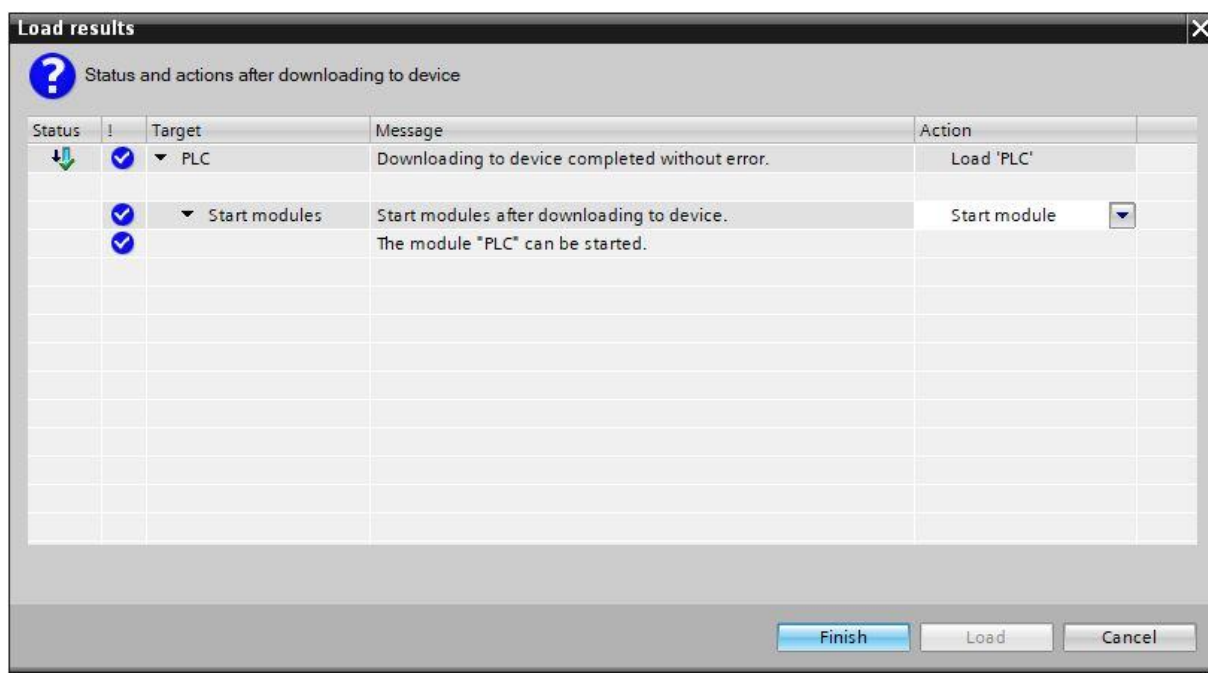 Load results
Status and actions after downloading to device
Status ! Target Message Action
PLC Downloading to device completed without error. Load 'PLC'
Start modules Start modules after downloading to device. Start module
The module "PLC" can be started.
Finish Load Cancel